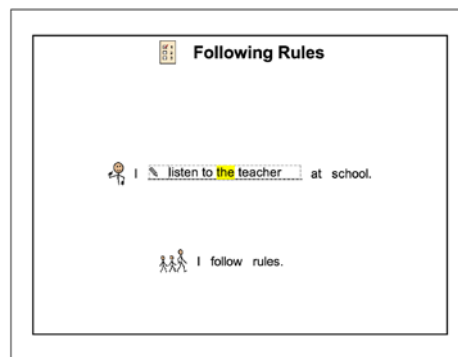 Following Rules
I listen to the teacher at school.
I follow rules.